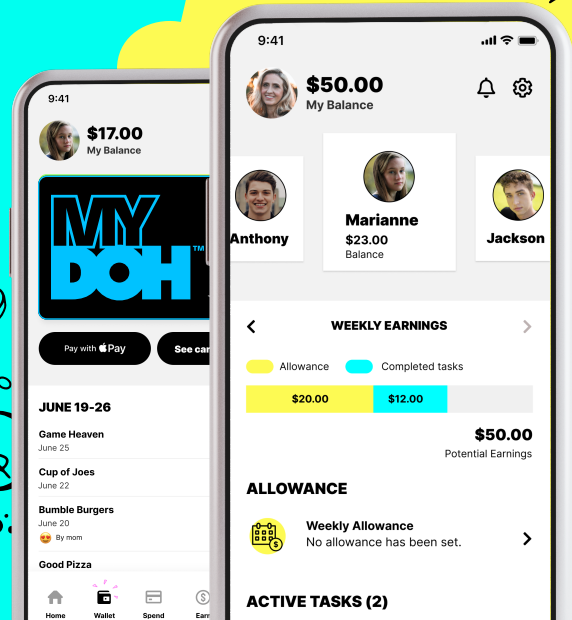 9:41
$17.00
My Balance
MY
DOH™
Pay with Pay
See car
JUNE 19-26
Game Heaven
June 25
Cup of Joes
June 22
Bumble Burgers
June 20
By mom
Good Pizza
Home
Wallet
Spend
Earn
9:41
$50.00
My Balance
Anthony
Marianne
$23.00
Balance
Jackson
WEEKLY EARNINGS
Allowance
Completed tasks
$20.00
$12.00
$50.00
Potential Earnings
ALLOWANCE
Weekly Allowance
No allowance has been set.
ACTIVE TASKS (2)